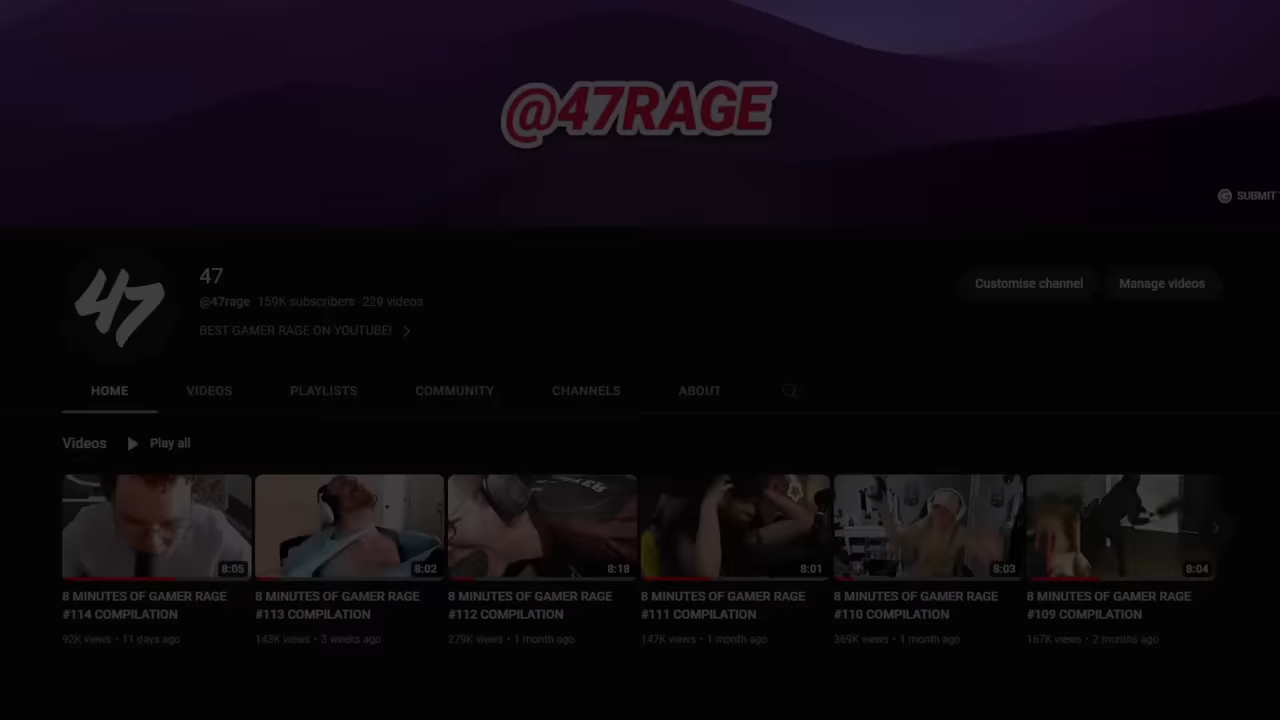 @47RAGE
SUBMIT
47
47
@47rage 159K subscribers 229 videos
BEST GAMER RAGE ON YOUTUBE!
Customise channel
Manage videos
HOME VIDEOS PLAYLISTS COMMUNITY CHANNELS ABOUT
Videos Play all
8:05 8:02 8:18 8:01 8:03 8:04
8 MINUTES OF GAMER RAGE
#114 COMPILATION
92K views • 11 days ago
8 MINUTES OF GAMER RAGE
#113 COMPILATION
143K views • 3 weeks ago
8 MINUTES OF GAMER RAGE
#112 COMPILATION
279K views • 1 month ago
8 MINUTES OF GAMER RAGE
#111 COMPILATION
147K views • 1 month ago
8 MINUTES OF GAMER RAGE
#110 COMPILATION
369K views • 1 month ago
8 MINUTES OF GAMER RAGE
#109 COMPILATION
167K views • 2 months ago